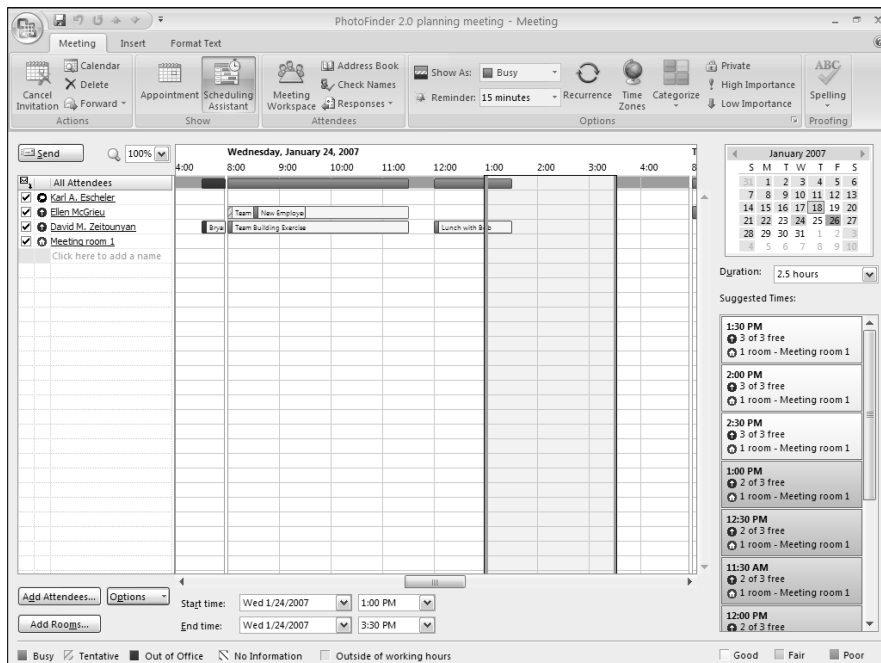 PhotoFinder 2.0 planning meeting - Meeting
Meeting Insert Format Text
Cancel Invitation
Calendar
Delete
Forward
Actions
Appointment
Scheduling Assistant
Show
Meeting Workspace
Address Book
Check Names
Responses
Attendees
Show As: Busy
Reminder: 15 minutes
Recurrence
Time Zones
Categorize
Options
Private
High Importance
Low Importance
ABC
Spelling
Proofing
Send
100%
Wednesday, January 24, 2007
4:00 8:00 9:00 10:00 11:00 12:00 1:00 2:00 3:00 4:00 8
All Attendees
Karl A. Escheler
Ellen McGrieu
David M. Zeitounyan
Meeting room 1
Click here to add a name
Team New Employe
Brya Team Building Exercise Lunch with Bob
January 2007
S M T W T F S
31 1 2 3 4 5 6
7 8 9 10 11 12 13
14 15 16 17 18 19 20
21 22 23 24 25 26 27
28 29 30 31 1 2 3
4 5 6 7 8 9 10
Duration: 2.5 hours
Suggested Times:
1:30 PM
3 of 3 free
1 room - Meeting room 1
2:00 PM
3 of 3 free
1 room - Meeting room 1
2:30 PM
3 of 3 free
1 room - Meeting room 1
1:00 PM
2 of 3 free
1 room - Meeting room 1
12:30 PM
2 of 3 free
1 room - Meeting room 1
11:30 AM
2 of 3 free
1 room - Meeting room 1
12:00 PM
2 of 3 free
Add Attendees... Options
Add Rooms...
Start time: Wed 1/24/2007 1:00 PM
End time: Wed 1/24/2007 3:30 PM
Busy Tentative Out of Office No Information Outside of working hours
Good Fair Poor